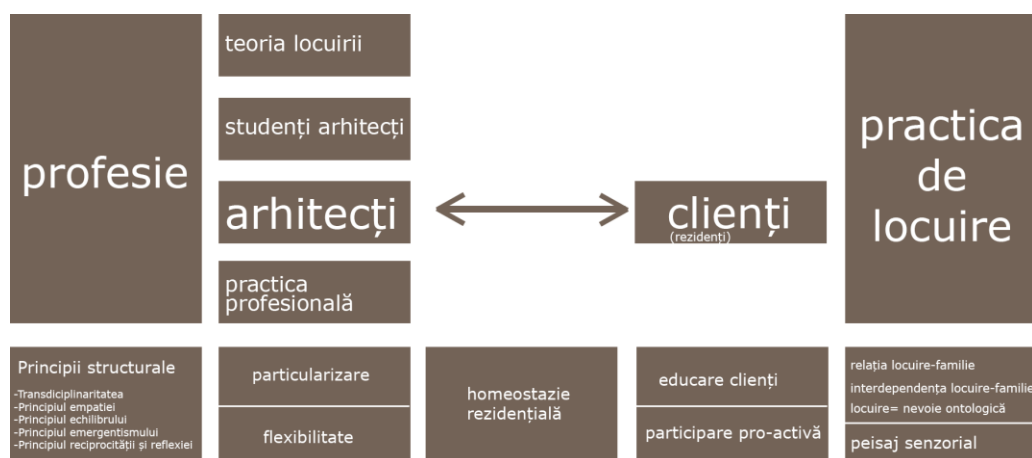 profesie
teoria locuirii
studenți arhitecți
arhitecți
practica
profesională
clienți
(rezidenți)
practica
de
locuire
Principii structurale
-Transdiciplinaritatea
-Principiul empatiei
-Principiul echilibrului
-Principiul emergentismului
-Principiul reciprocității și reflexiei
particularizare
flexibilitate
homeostazie
rezidențială
educare clienți
participare pro-activă
relația locuire-familie
interdependența locuire-familie
locuire= nevoie ontologică
peisaj senzorial